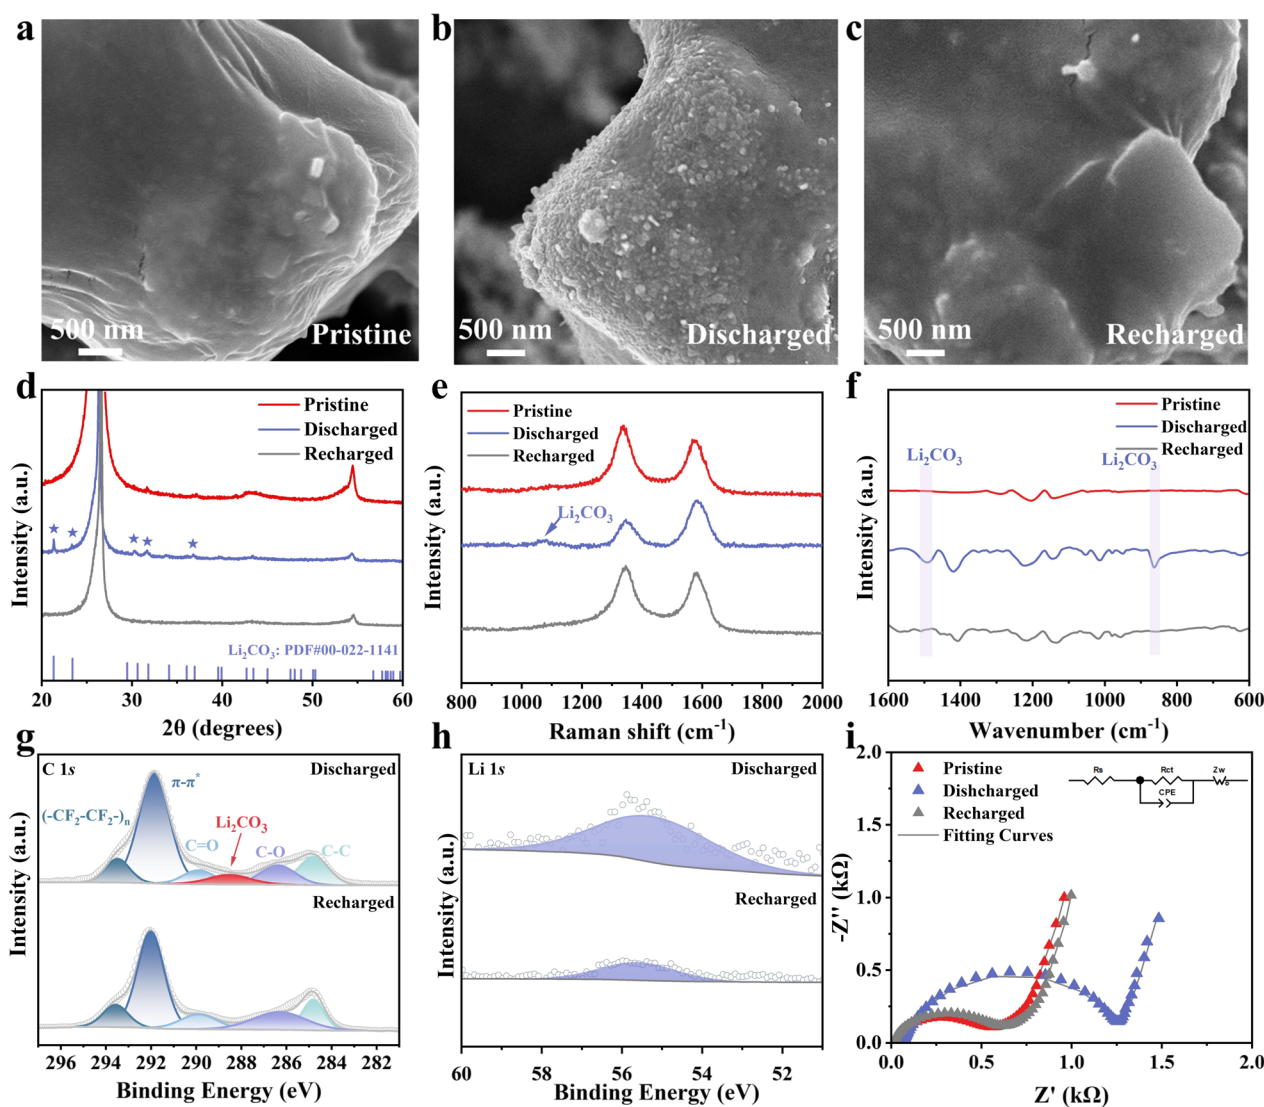 a
500 nm
Pristine
b
500 nm
Discharged
c
500 nm
Recharged
d
Pristine
Discharged
Recharged
Li₂CO₃: PDF#00-022-1141
Intensity (a.u.)
20 30 40 50 60
2θ (degrees)
e
Pristine
Discharged
Recharged
Li₂CO₃
Intensity (a.u.)
800 1000 1200 1400 1600 1800 2000
Raman shift (cm⁻¹)
f
Pristine
Discharged
Recharged
Li₂CO₃
Li₂CO₃
Intensity (a.u.)
1600 1400 1200 1000 800 600
Wavenumber (cm⁻¹)
g
C 1s
Discharged
π-π*
(-CF₂-CF₂-)ₙ
Li₂CO₃
C=O
C-O
C-C
Recharged
Intensity (a.u.)
296 294 292 290 288 286 284 282
Binding Energy (eV)
h
Li 1s
Discharged
Recharged
Intensity (a.u.)
60 58 56 54 52
Binding Energy (eV)
i
Pristine
Dishcharged
Recharged
Fitting Curves
Rs
Rct
Zw
CPE
-Z'' (kΩ)
2.0
1.5
1.0
0.5
0.0
0.0 0.5 1.0 1.5 2.0
Z' (kΩ)